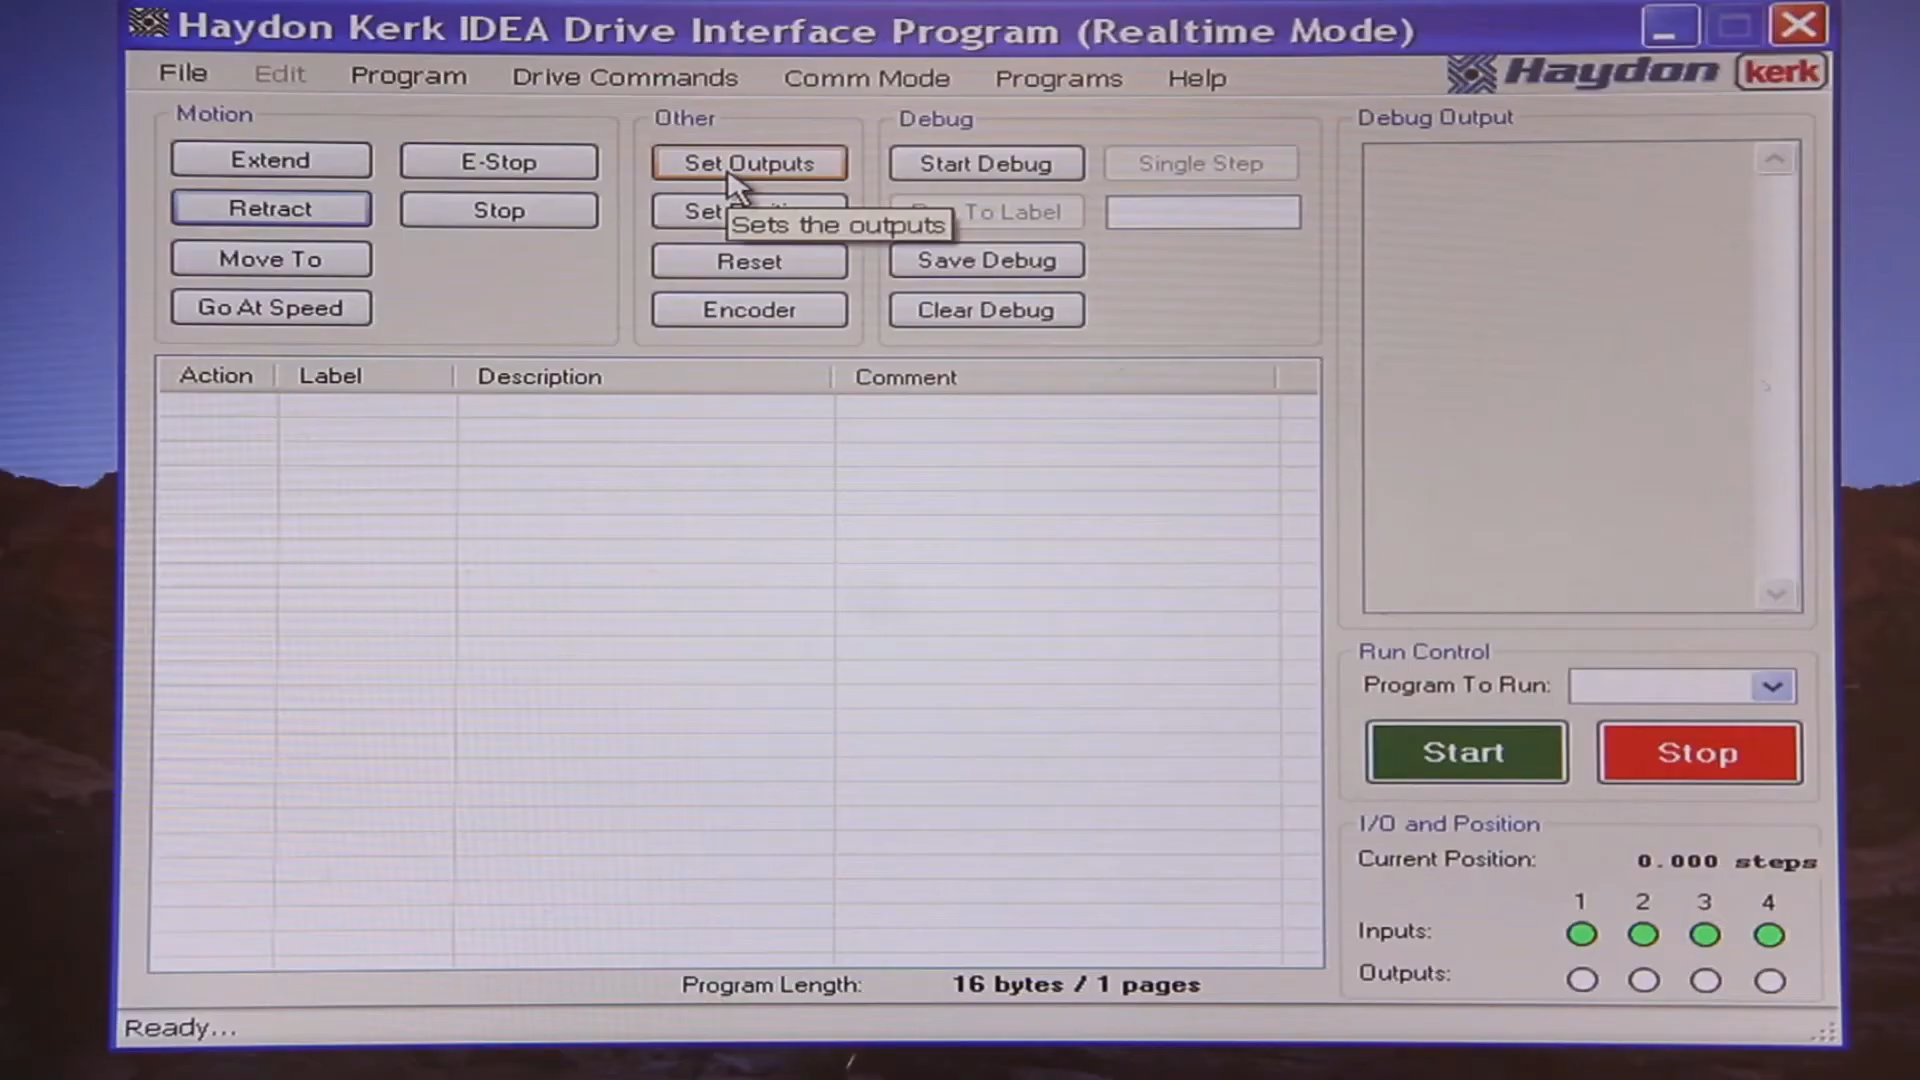 Haydon Kerk IDEA Drive Interface Program (Realtime Mode)
File Edit Program Drive Commands Comm Mode Programs Help
Haydon kerk
Motion
Extend E-Stop
Retract Stop
Move To
Go At Speed
Other
Set Outputs
Set
Sets the outputs
Reset
Encoder
Debug
Start Debug Single Step
To Label
Save Debug
Clear Debug
Debug Output
Action Label Description Comment
Run Control
Program To Run:
Start Stop
I/O and Position
Current Position: 0.000 steps
1 2 3 4
Inputs:
Outputs:
Program Length: 16 bytes / 1 pages
Ready...